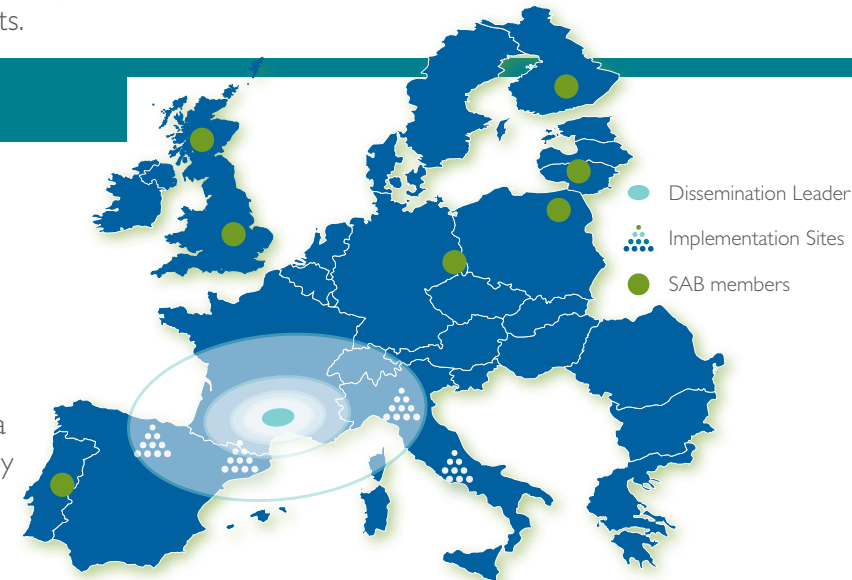 ts.
Dissemination Leader
Implementation Sites
SAB members
a
y